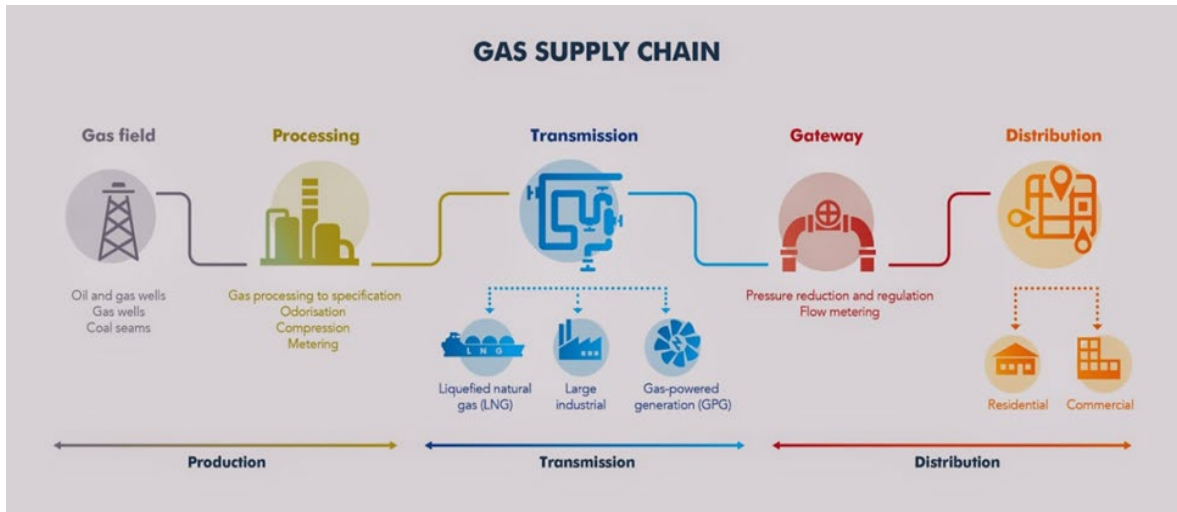 GAS SUPPLY CHAIN
Gas field
Oil and gas wells
Gas wells
Coal seams
Processing
Gas processing to specification
Odorisation
Compression
Metering
Transmission
L N G
Liquefied natural
gas (LNG)
Large
industrial
Gas-powered
generation (GPG)
Gateway
Pressure reduction and regulation
Flow metering
Distribution
Residential
Commercial
Production
Transmission
Distribution